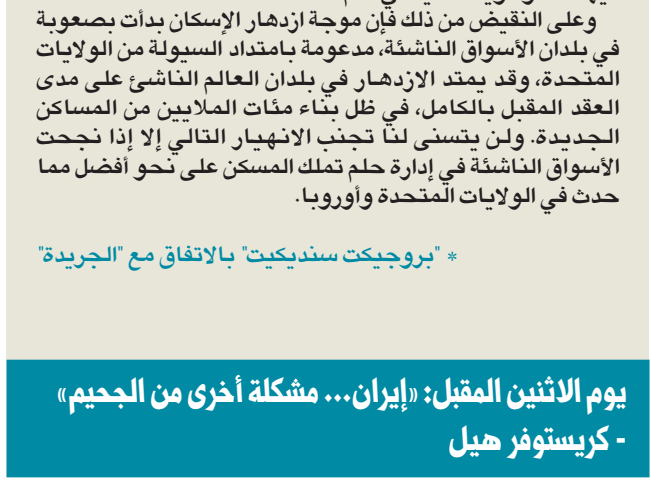 وعلى النقيض من ذلك فإن موجة ازدهار الإسكان بدأت بصعوبة
في بلدان الأسواق الناشئة، مدعومة بامتداد السيولة من الولايات
المتحدة، وقد يمتد الازدهار في بلدان العالم الناشئ على مدى
العقد المقبل بالكامل، في ظل بناء مئات الملايين من المساكن
الجديدة. ولن يتسنى لنا تجنب الانهيار التالي إلا إذا نجحت
الأسواق الناشئة في إدارة حلم تملك المسكن على نحو أفضل مما
حدث في الولايات المتحدة وأوروبا.
* "بروجيكت سنديكيت" بالاتفاق مع "الجريدة"
يوم الاثنين المقبل: «إيران... مشكلة أخرى من الجحيم»
- كريستوفر هيل